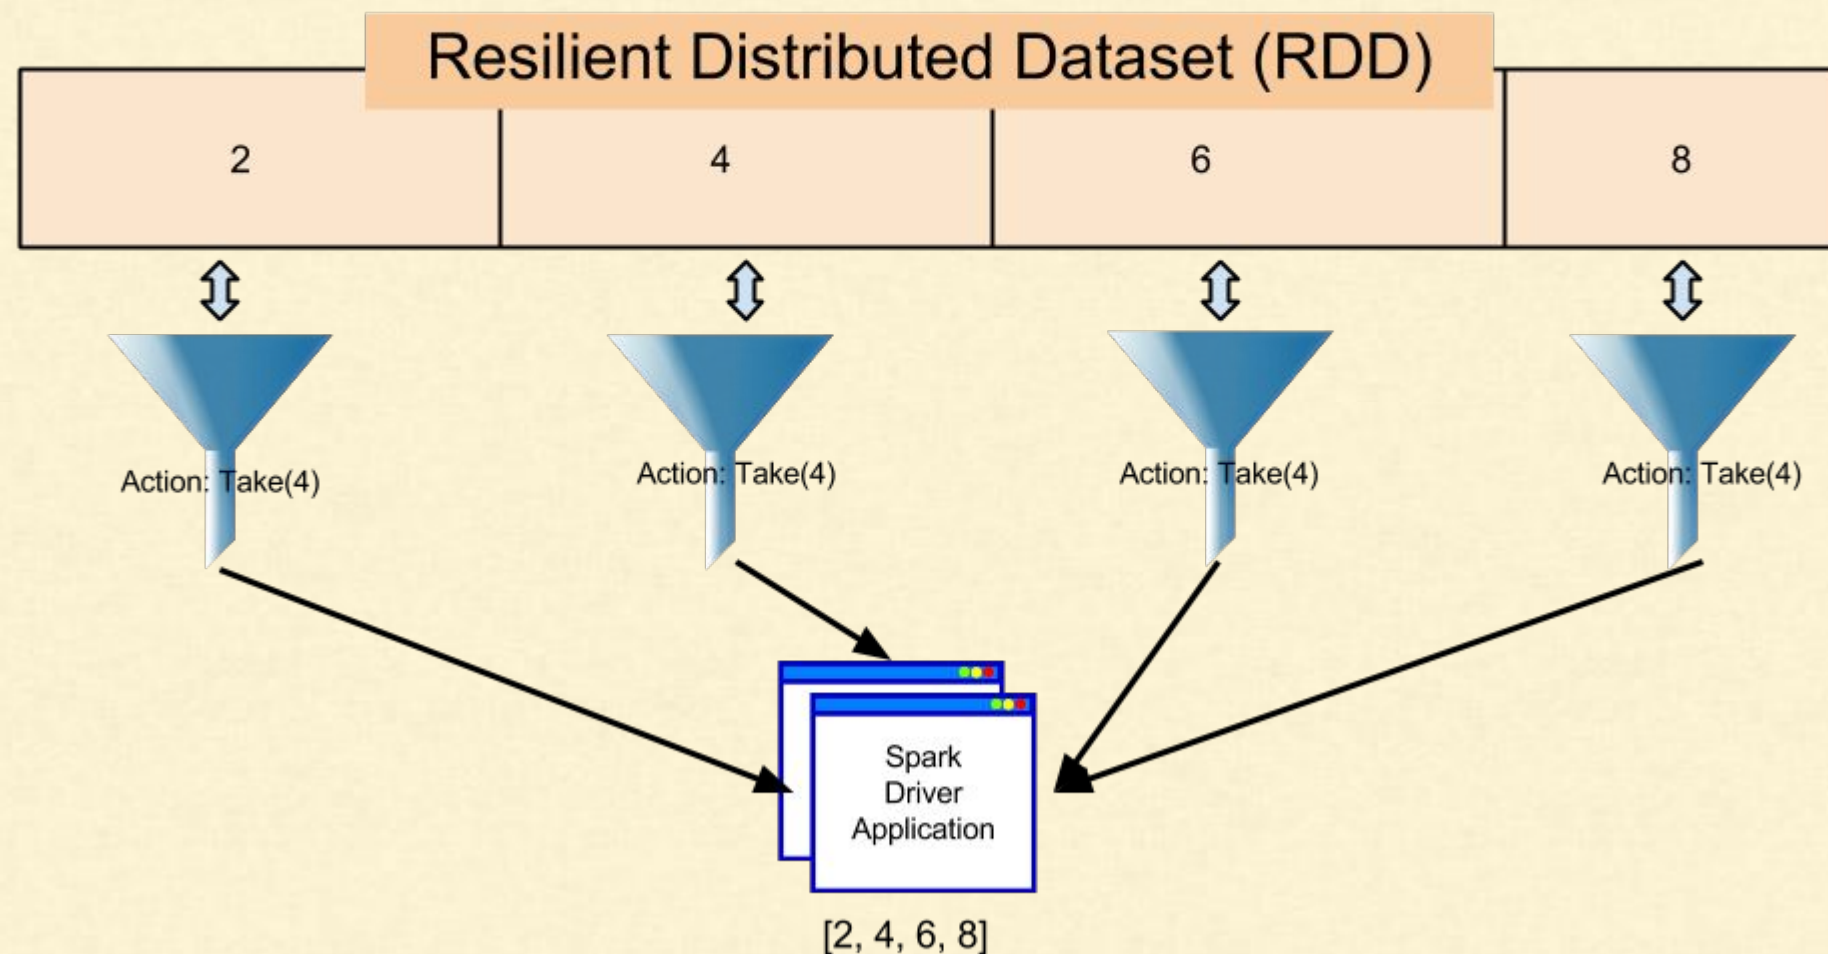 Resilient Distributed Dataset (RDD)
2
4
6
8
Action: Take(4)
Action: Take(4)
Action: Take(4)
Action: Take(4)
Spark
Driver
Application
[2, 4, 6, 8]